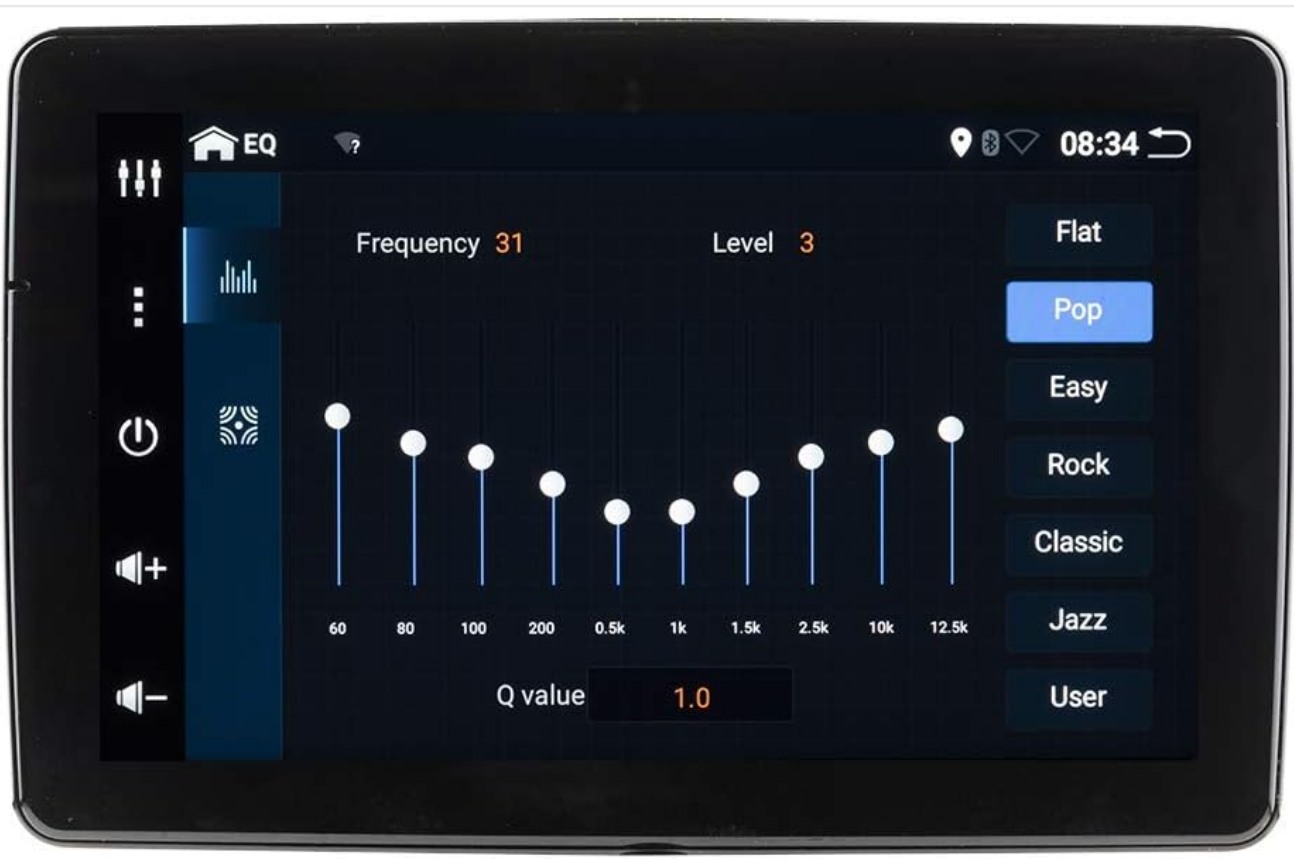 EQ
?
08:34
Frequency 31
Level 3
Flat
Pop
Easy
Rock
Classic
Jazz
User
60 80 100 200 0.5k 1k 1.5k 2.5k 10k 12.5k
Q value 1.0